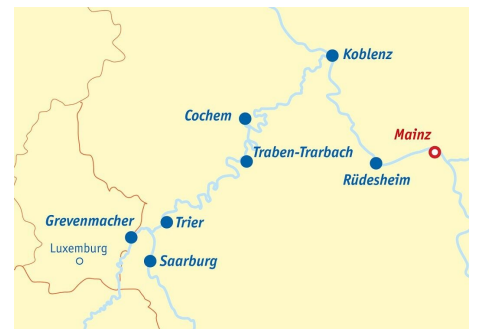 Koblenz
Cochem
Mainz
Traben-Trarbach
Rüdesheim
Grevenmacher
Trier
Luxemburg
Saarburg